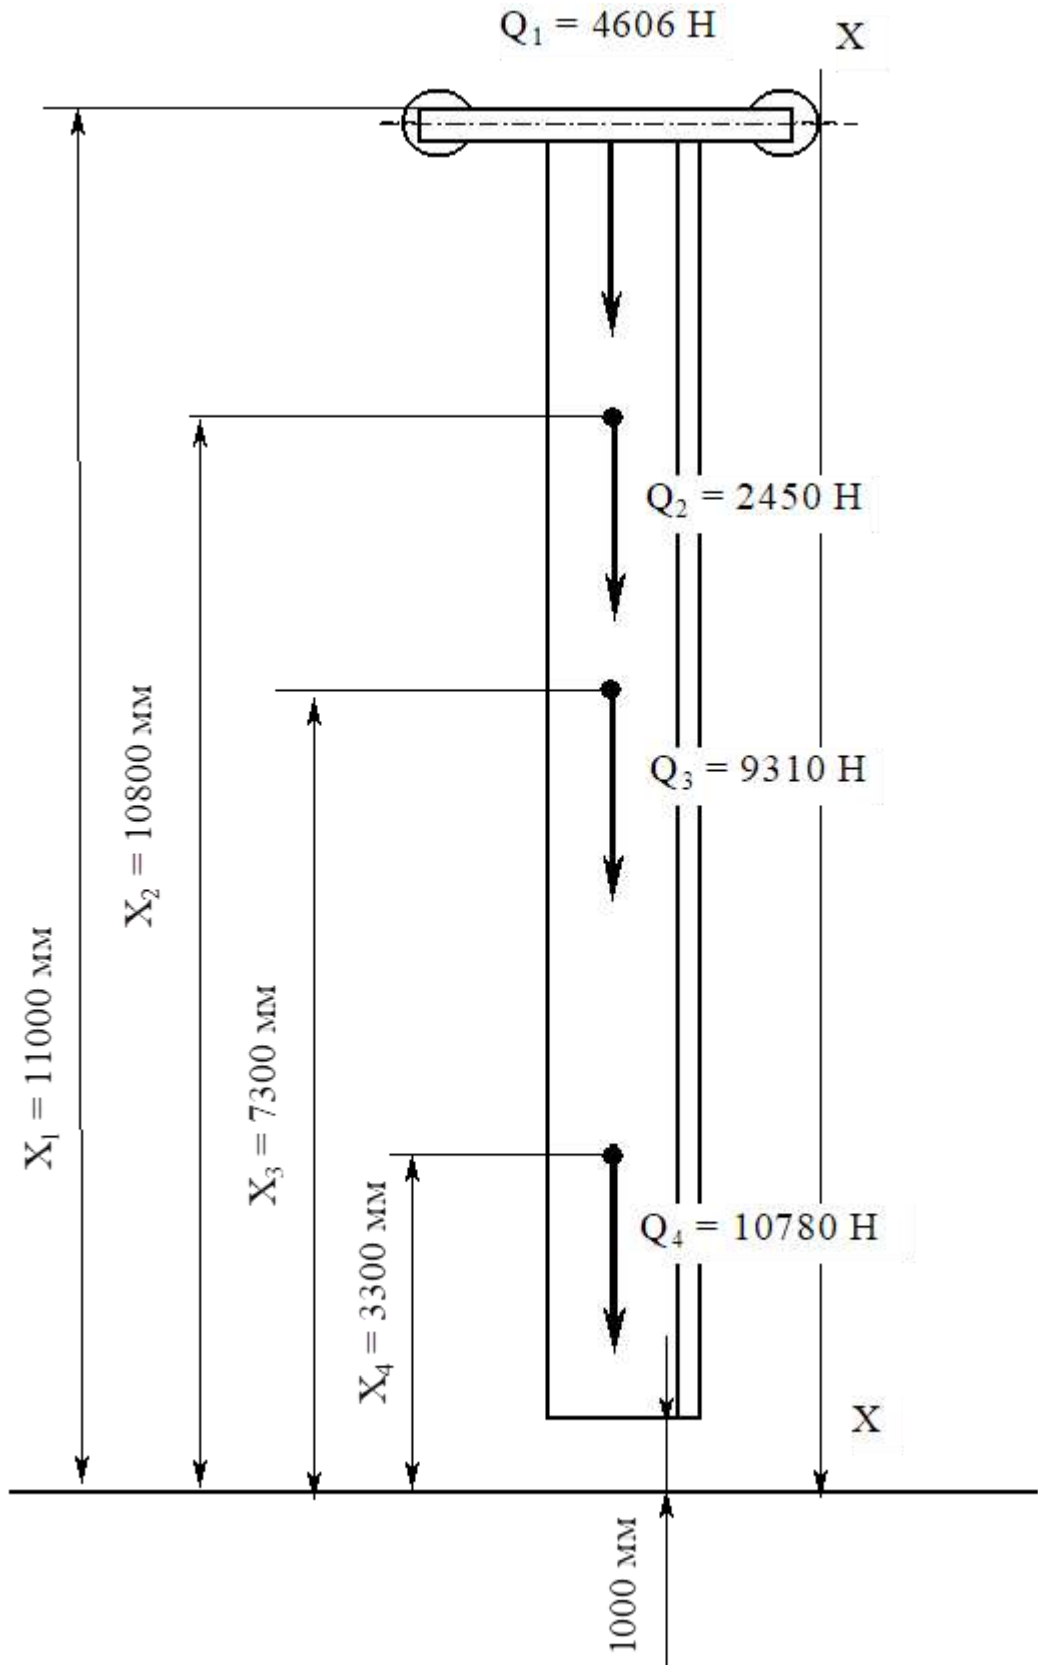 Q₁ = 4606 Н
X
Q₂ = 2450 Н
Q₃ = 9310 Н
X₂ = 10800 мм
X₁ = 11000 мм
X₃ = 7300 мм
Q₄ = 10780 Н
X₄ = 3300 мм
X
1000 мм